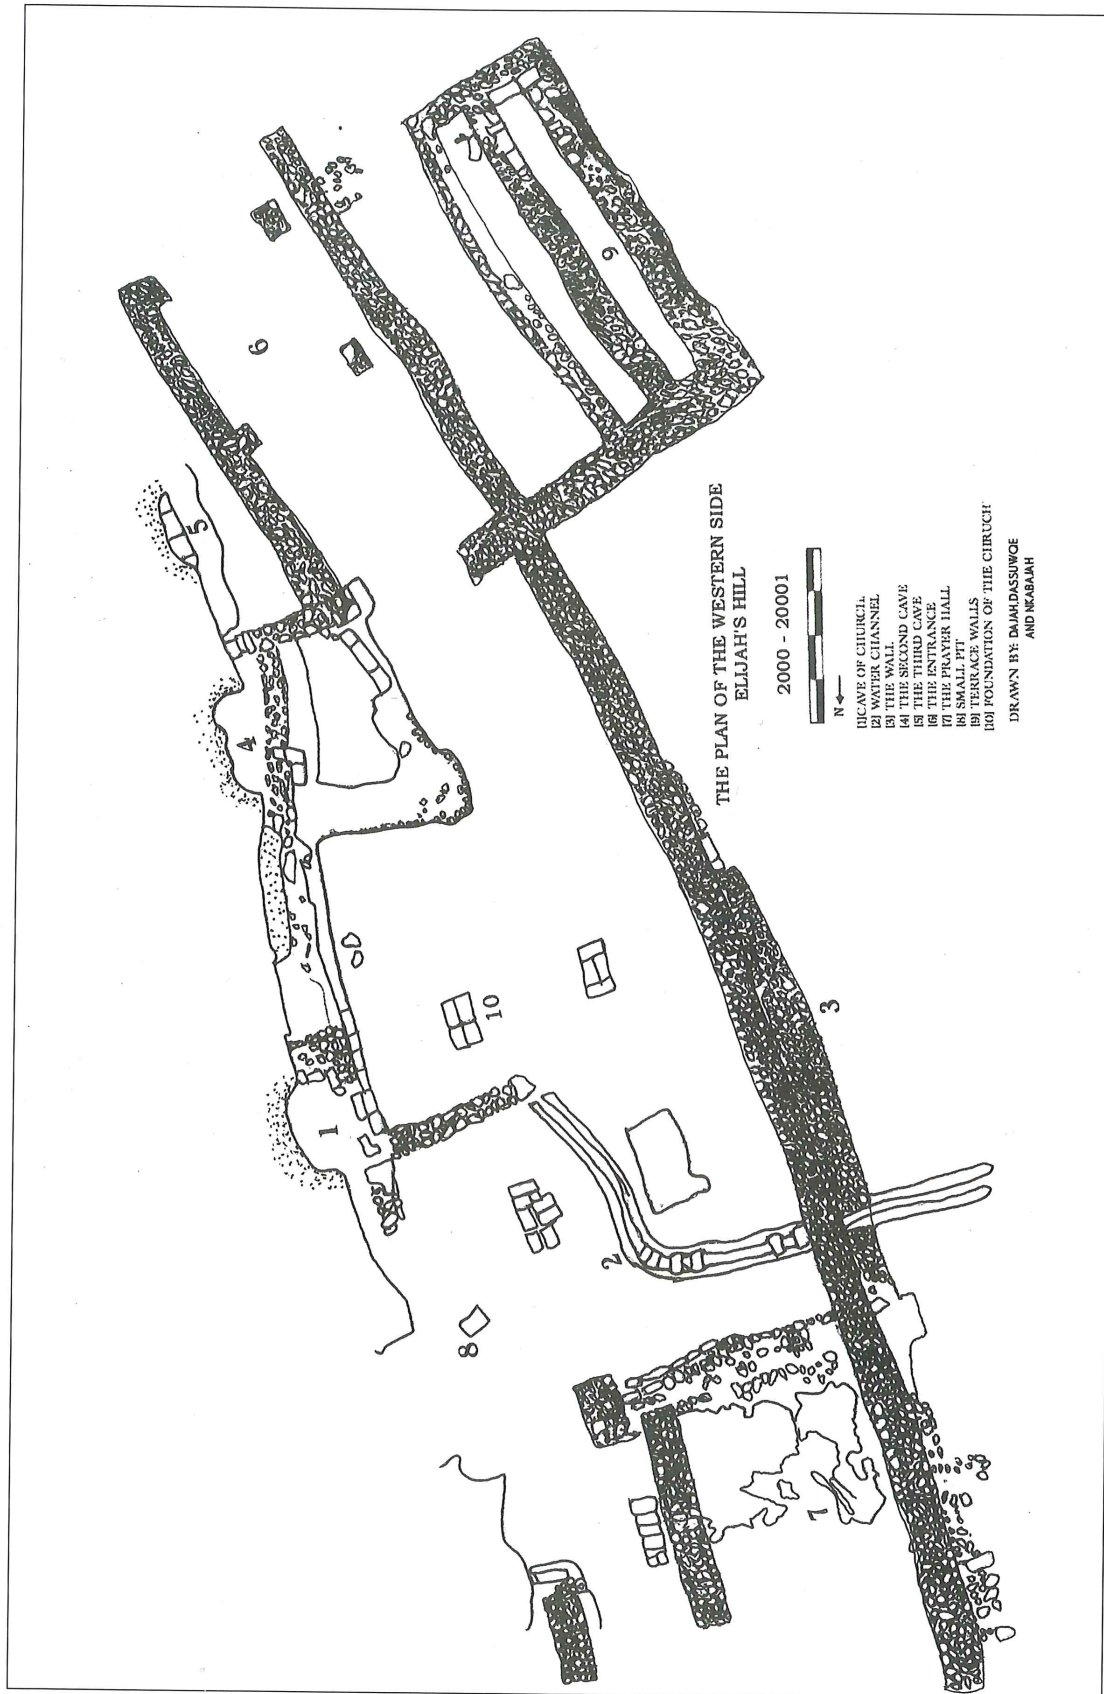 THE PLAN OF THE WESTERN SIDE
ELIJAH'S HILL
2000 - 20001
N
[1]CAVE OF CHURCH.
[2] WATER CHANNEL
[3] THE WALL
[4] THE SECOND CAVE
[5] THE THIRD CAVE
[6] THE ENTRANCE
[7] THE PRAYER HALL
[8] SMALL PIT
[9] TERRACE WALLS
[10] FOUNDATION OF THE CHRUCH
DRAWN BY: DAJAH,DASSUWQE
AND NKABAJAH
1
2
3
4
5
6
7
8
9
10